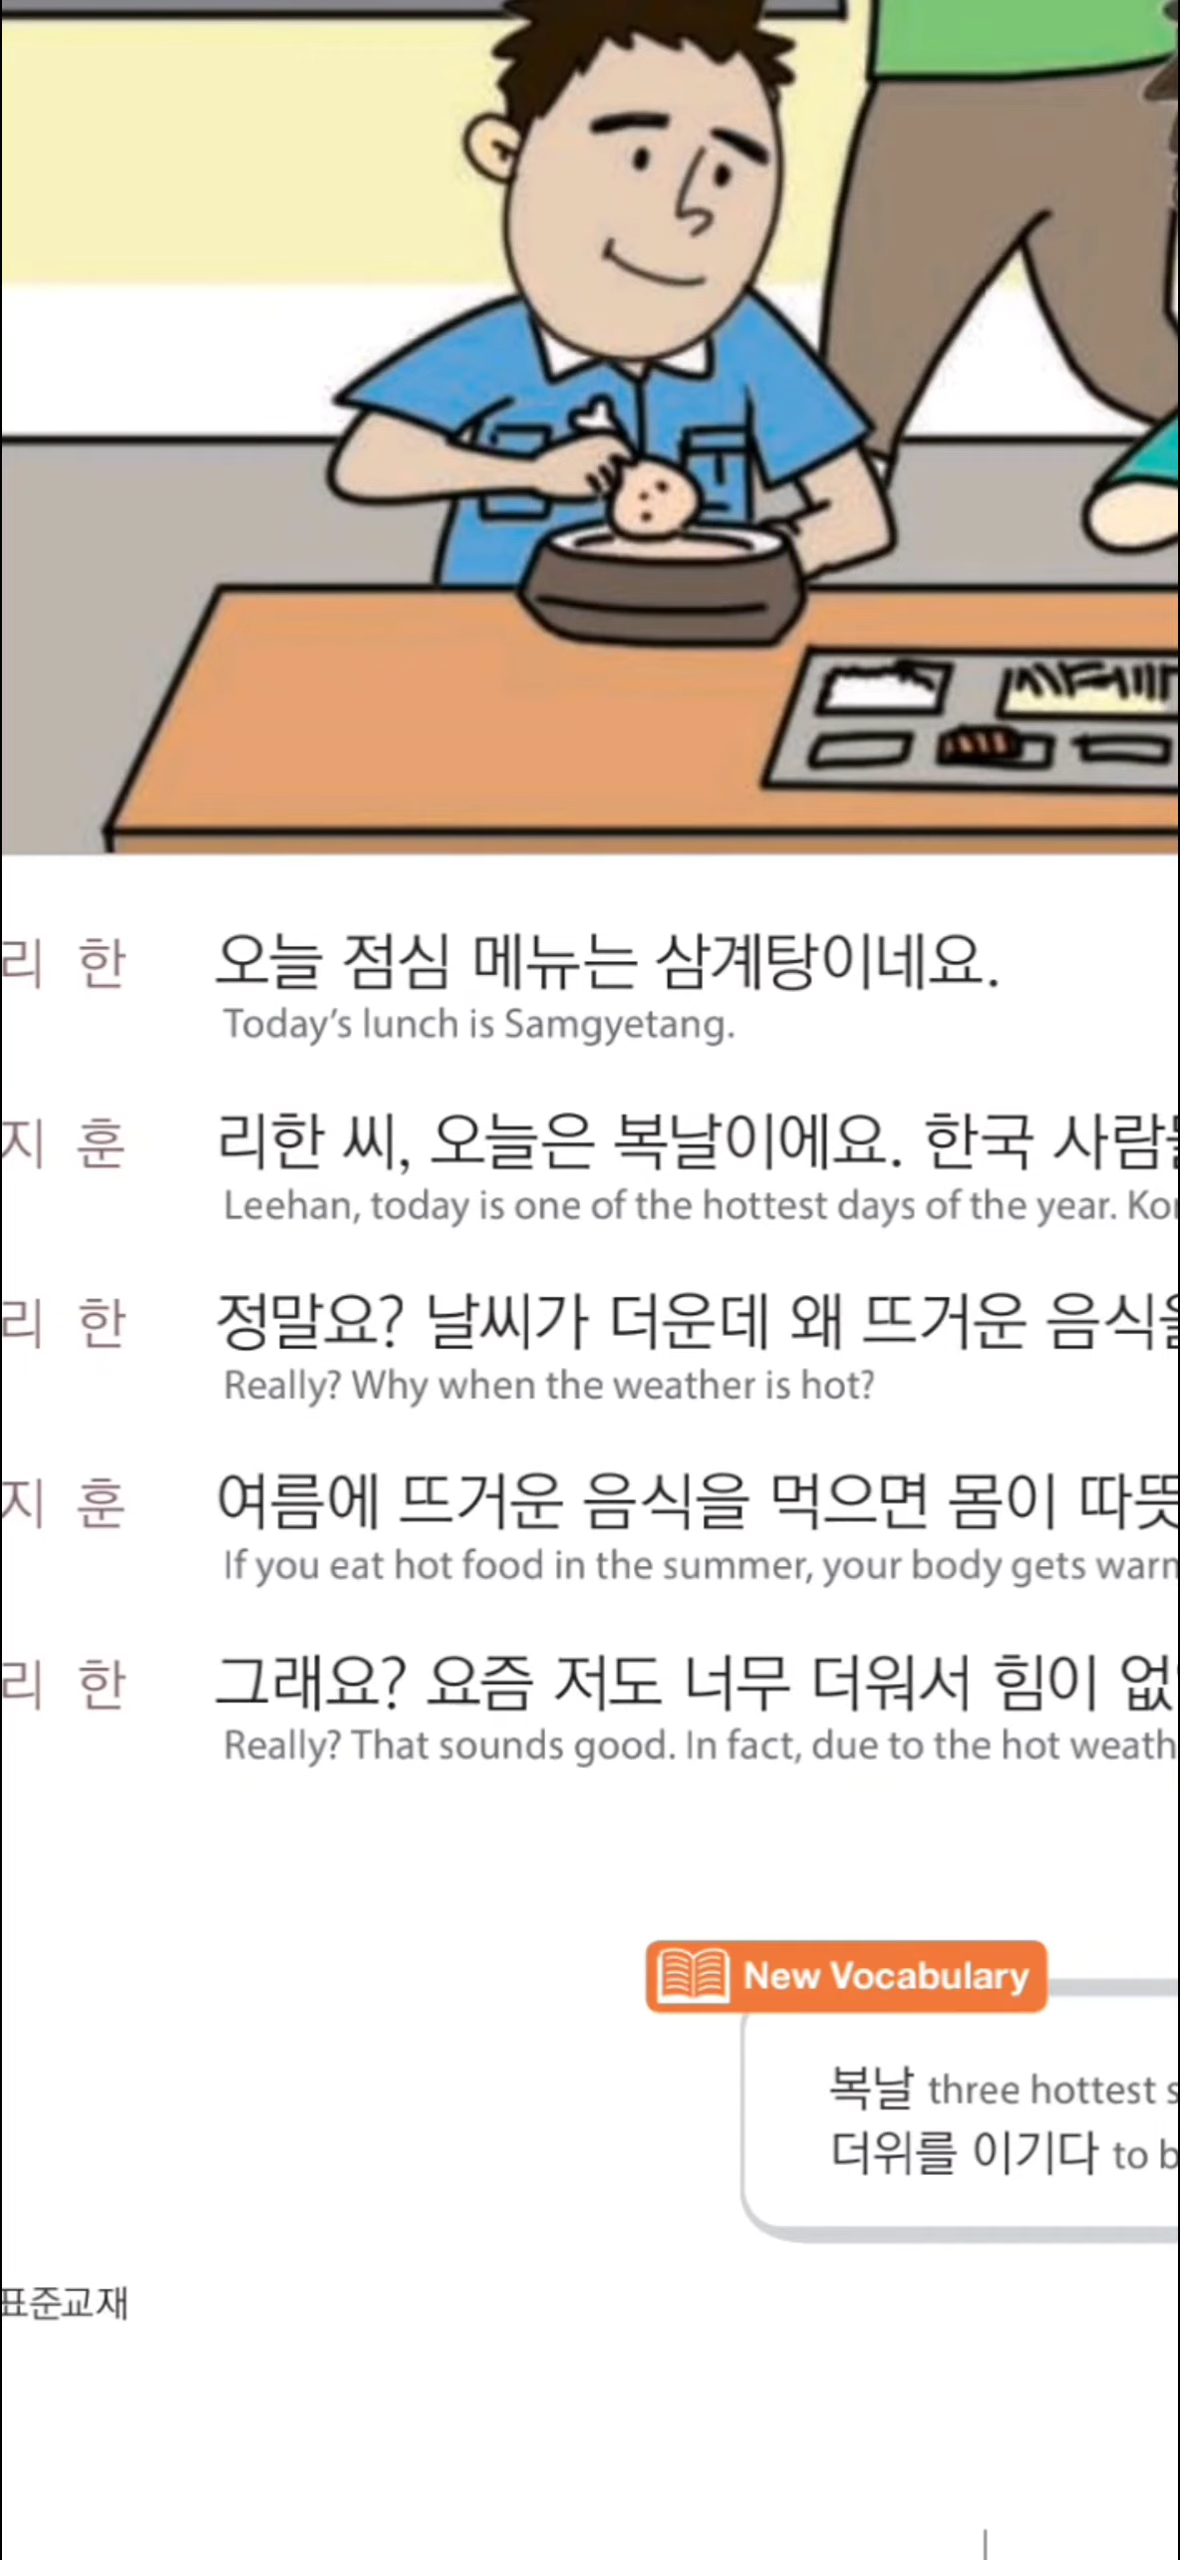 리 한 오늘 점심 메뉴는 삼계탕이네요.
Today's lunch is Samgyetang.
지 훈 리한 씨, 오늘은 복날이에요. 한국 사람
Leehan, today is one of the hottest days of the year.
리 한 정말요? 날씨가 더운데 왜 뜨거운 음식을
Really? Why when the weather is hot?
지 훈 여름에 뜨거운 음식을 먹으면 몸이
If you eat hot food in the summer, your body gets
리 한 그래요? 요즘 저도 너무 더워서 힘이
Really? That sounds good. In fact, due to the hot
New Vocabulary
복날 three hottest
더위를 이기다 to
표준교재